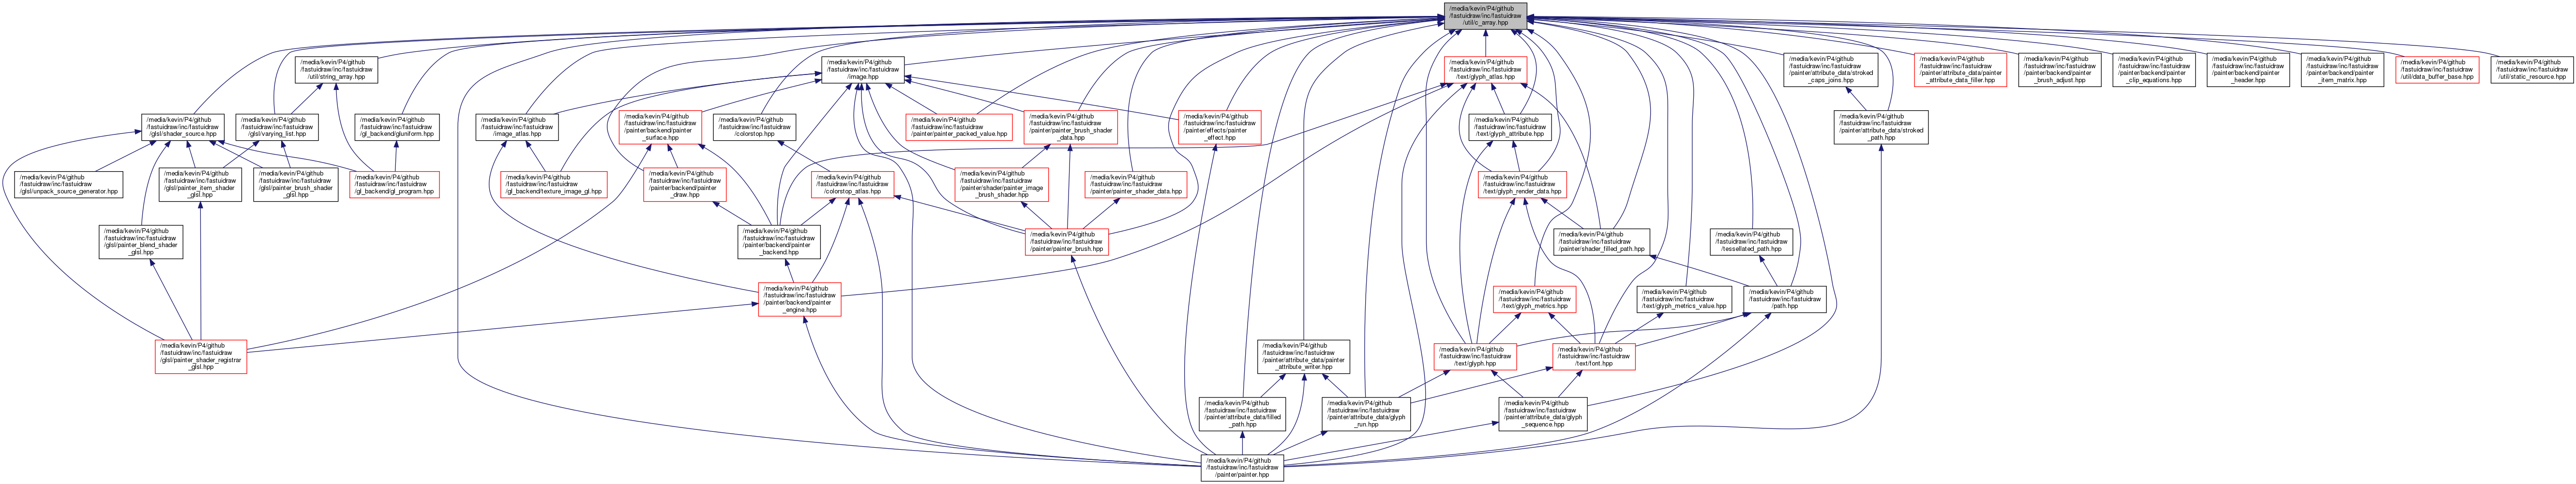 /media/kevin/P4/github
/fastuidraw/inc/fastuidraw
/util/c_array.hpp
/media/kevin/P4/github
/fastuidraw/inc/fastuidraw
/util/string_array.hpp
/media/kevin/P4/github
/fastuidraw/inc/fastuidraw
/image.hpp
/media/kevin/P4/github
/fastuidraw/inc/fastuidraw
/text/glyph_atlas.hpp
/media/kevin/P4/github
/fastuidraw/inc/fastuidraw
/painter/attribute_data/stroked
_caps_joins.hpp
/media/kevin/P4/github
/fastuidraw/inc/fastuidraw
/painter/attribute_data/painter
_attribute_data_filler.hpp
/media/kevin/P4/github
/fastuidraw/inc/fastuidraw
/painter/backend/painter
_brush_adjust.hpp
/media/kevin/P4/github
/fastuidraw/inc/fastuidraw
/painter/backend/painter
_clip_equations.hpp
/media/kevin/P4/github
/fastuidraw/inc/fastuidraw
/painter/backend/painter
_header.hpp
/media/kevin/P4/github
/fastuidraw/inc/fastuidraw
/painter/backend/painter
_item_matrix.hpp
/media/kevin/P4/github
/fastuidraw/inc/fastuidraw
/util/data_buffer_base.hpp
/media/kevin/P4/github
/fastuidraw/inc/fastuidraw
/util/static_resource.hpp
/media/kevin/P4/github
/fastuidraw/inc/fastuidraw
/glsl/shader_source.hpp
/media/kevin/P4/github
/fastuidraw/inc/fastuidraw
/glsl/varying_list.hpp
/media/kevin/P4/github
/fastuidraw/inc/fastuidraw
/gl_backend/gluniform.hpp
/media/kevin/P4/github
/fastuidraw/inc/fastuidraw
/image_atlas.hpp
/media/kevin/P4/github
/fastuidraw/inc/fastuidraw
/painter/backend/painter
_surface.hpp
/media/kevin/P4/github
/fastuidraw/inc/fastuidraw
/colorstop.hpp
/media/kevin/P4/github
/fastuidraw/inc/fastuidraw
/painter/painter_packed_value.hpp
/media/kevin/P4/github
/fastuidraw/inc/fastuidraw
/painter/painter_brush_shader
_data.hpp
/media/kevin/P4/github
/fastuidraw/inc/fastuidraw
/painter/effects/painter
_effect.hpp
/media/kevin/P4/github
/fastuidraw/inc/fastuidraw
/text/glyph_attribute.hpp
/media/kevin/P4/github
/fastuidraw/inc/fastuidraw
/painter/attribute_data/stroked
_path.hpp
/media/kevin/P4/github
/fastuidraw/inc/fastuidraw
/glsl/unpack_source_generator.hpp
/media/kevin/P4/github
/fastuidraw/inc/fastuidraw
/glsl/painter_item_shader
_glsl.hpp
/media/kevin/P4/github
/fastuidraw/inc/fastuidraw
/glsl/painter_brush_shader
_glsl.hpp
/media/kevin/P4/github
/fastuidraw/inc/fastuidraw
/gl_backend/gl_program.hpp
/media/kevin/P4/github
/fastuidraw/inc/fastuidraw
/gl_backend/texture_image_gl.hpp
/media/kevin/P4/github
/fastuidraw/inc/fastuidraw
/painter/backend/painter
_draw.hpp
/media/kevin/P4/github
/fastuidraw/inc/fastuidraw
/colorstop_atlas.hpp
/media/kevin/P4/github
/fastuidraw/inc/fastuidraw
/painter/shader/painter_image
_brush_shader.hpp
/media/kevin/P4/github
/fastuidraw/inc/fastuidraw
/painter/painter_shader_data.hpp
/media/kevin/P4/github
/fastuidraw/inc/fastuidraw
/text/glyph_render_data.hpp
/media/kevin/P4/github
/fastuidraw/inc/fastuidraw
/glsl/painter_blend_shader
_glsl.hpp
/media/kevin/P4/github
/fastuidraw/inc/fastuidraw
/painter/backend/painter
_backend.hpp
/media/kevin/P4/github
/fastuidraw/inc/fastuidraw
/painter/painter_brush.hpp
/media/kevin/P4/github
/fastuidraw/inc/fastuidraw
/painter/shader_filled_path.hpp
/media/kevin/P4/github
/fastuidraw/inc/fastuidraw
/tessellated_path.hpp
/media/kevin/P4/github
/fastuidraw/inc/fastuidraw
/painter/backend/painter
_engine.hpp
/media/kevin/P4/github
/fastuidraw/inc/fastuidraw
/text/glyph_metrics.hpp
/media/kevin/P4/github
/fastuidraw/inc/fastuidraw
/text/glyph_metrics_value.hpp
/media/kevin/P4/github
/fastuidraw/inc/fastuidraw
/path.hpp
/media/kevin/P4/github
/fastuidraw/inc/fastuidraw
/glsl/painter_shader_registrar
_glsl.hpp
/media/kevin/P4/github
/fastuidraw/inc/fastuidraw
/painter/attribute_data/painter
_attribute_writer.hpp
/media/kevin/P4/github
/fastuidraw/inc/fastuidraw
/text/glyph.hpp
/media/kevin/P4/github
/fastuidraw/inc/fastuidraw
/text/font.hpp
/media/kevin/P4/github
/fastuidraw/inc/fastuidraw
/painter/attribute_data/filled
_path.hpp
/media/kevin/P4/github
/fastuidraw/inc/fastuidraw
/painter/attribute_data/glyph
_run.hpp
/media/kevin/P4/github
/fastuidraw/inc/fastuidraw
/painter/attribute_data/glyph
_sequence.hpp
/media/kevin/P4/github
/fastuidraw/inc/fastuidraw
/painter/painter.hpp